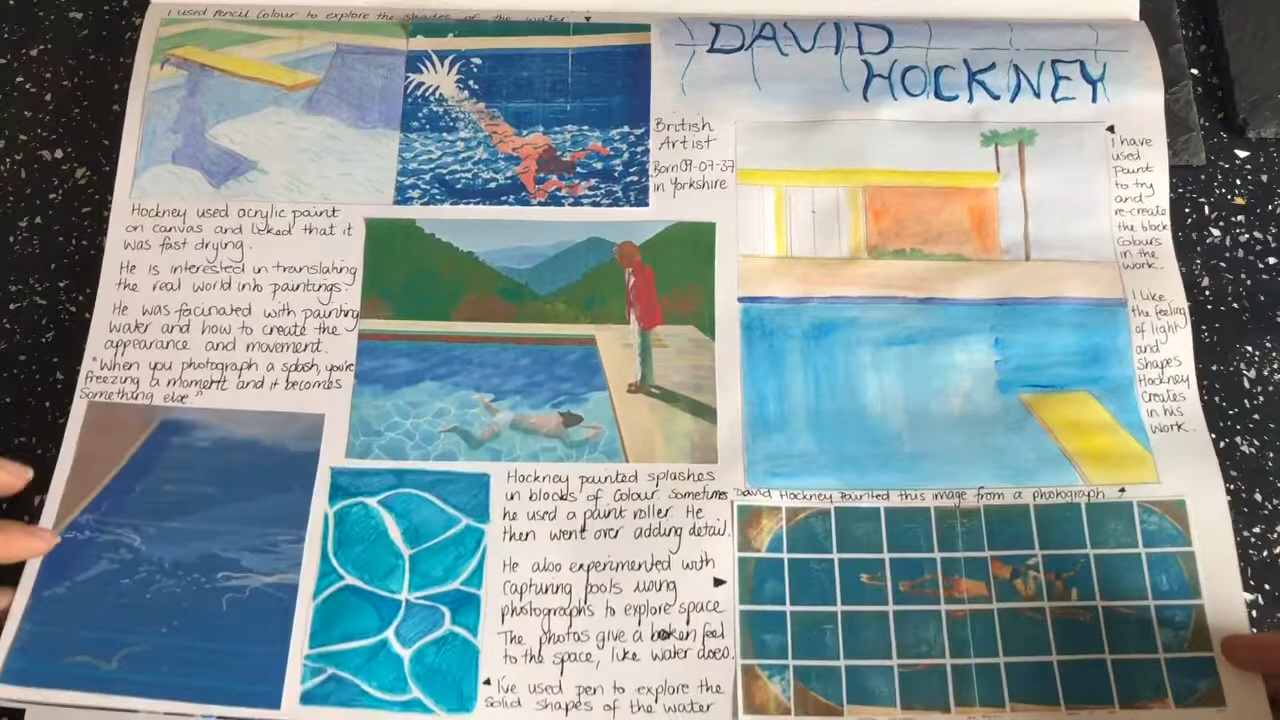 I used pencil colour to explore the shades of the water
DAVID
HOCKNEY
British
Artist
Born 09-07-37
in Yorkshire
Hockney used acrylic paint
on canvas and liked that it
was fast drying.
He is interested in translating
the real world into paintings.
He was facinated with painting
water and how to create the
appearance and movement.
"When you photograph a splash, you're
freezing a moment and it becomes
something else."
I have
used
paint
to try
and
re-create
the block
colours
in the
work.
I like
the feeling
of light
and
shapes
Hockney
creates
in his
work.
Hockney painted splashes
in blocks of colour. Sometimes
he used a paint roller. He
then went over adding detail.
David Hockney painted this image from a photograph
He also experimented with
capturing pools using
photographs to explore space
The photos give a broken feel
to the space, like water does.
I've used pen to explore the
solid shapes of the water